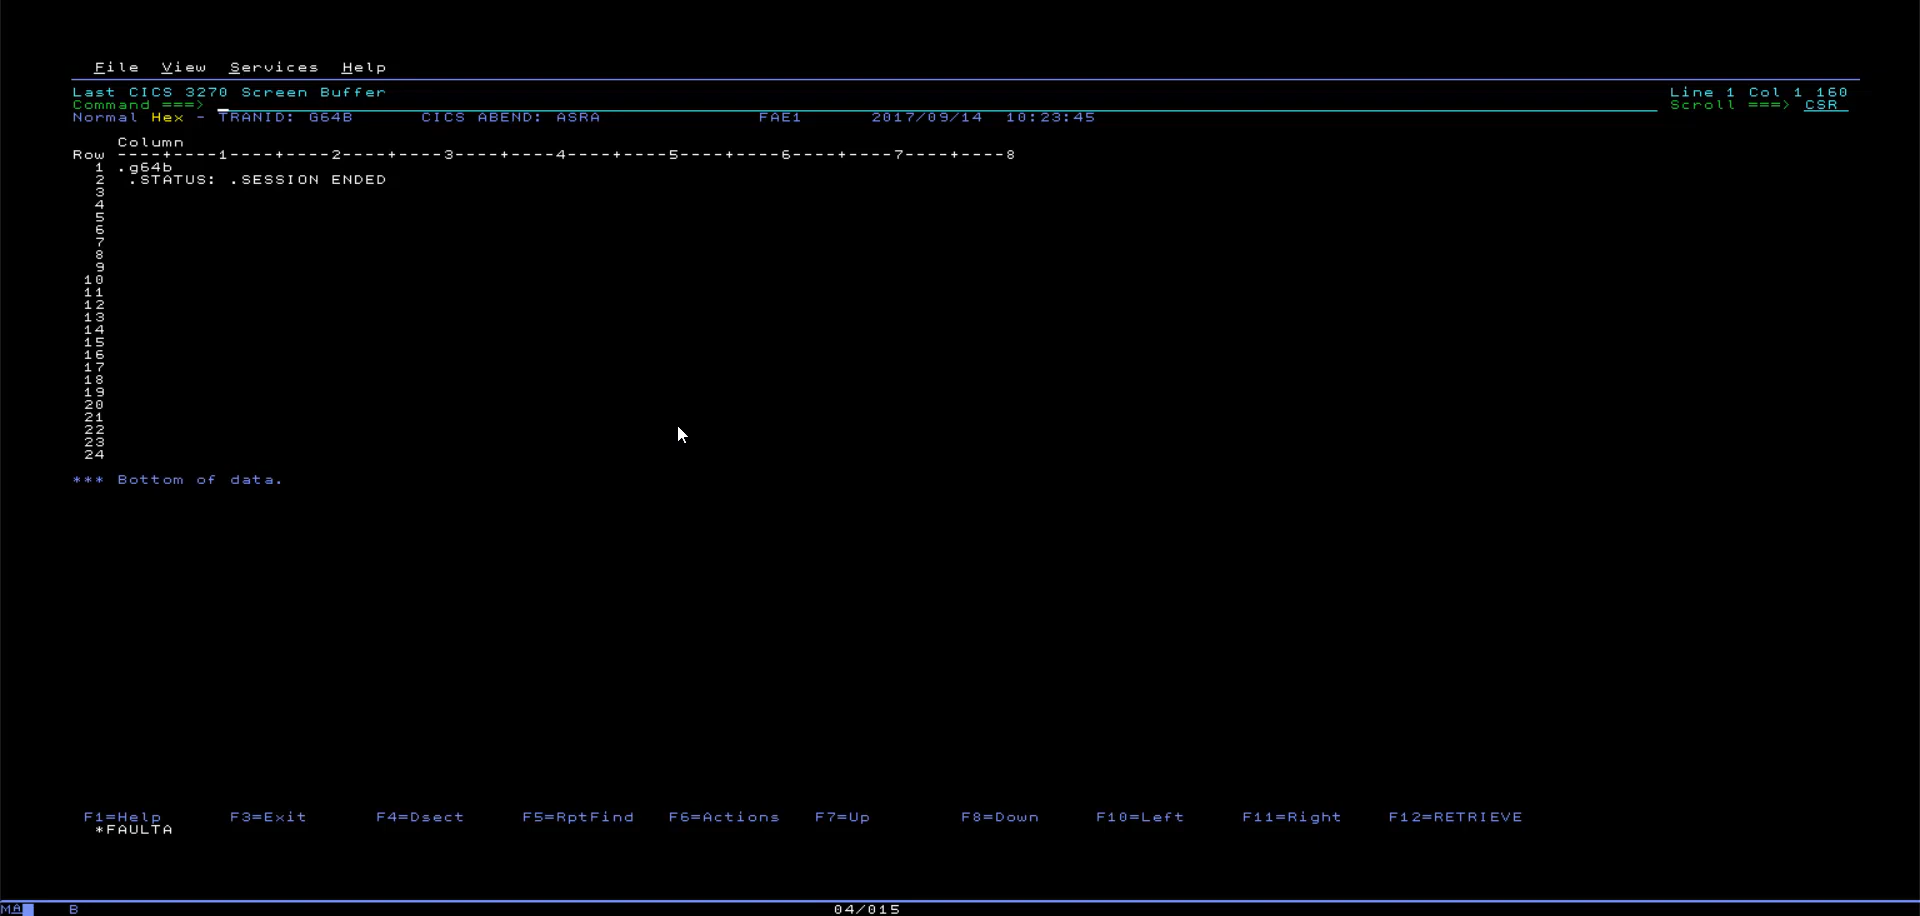 File View Services Help
Last CICS 3270 Screen Buffer Line 1 Col 1 160
Command ===> Scroll ===> CSR
Normal Hex - TRANID: G64B CICS ABEND: ASRA FAE1 2017/09/14 10:23:45
Column
Row ----+----1----+----2----+----3----+----4----+----5----+----6----+----7----+----8
1 .g64b
2 .STATUS: .SESSION ENDED
3
4
5
6
7
8
9
10
11
12
13
14
15
16
17
18
19
20
21
22
23
24
*** Bottom of data.
F1=Help F3=Exit F4=Dsect F5=RptFind F6=Actions F7=Up F8=Down F10=Left F11=Right F12=RETRIEVE
*FAULTA
MA B 04/015